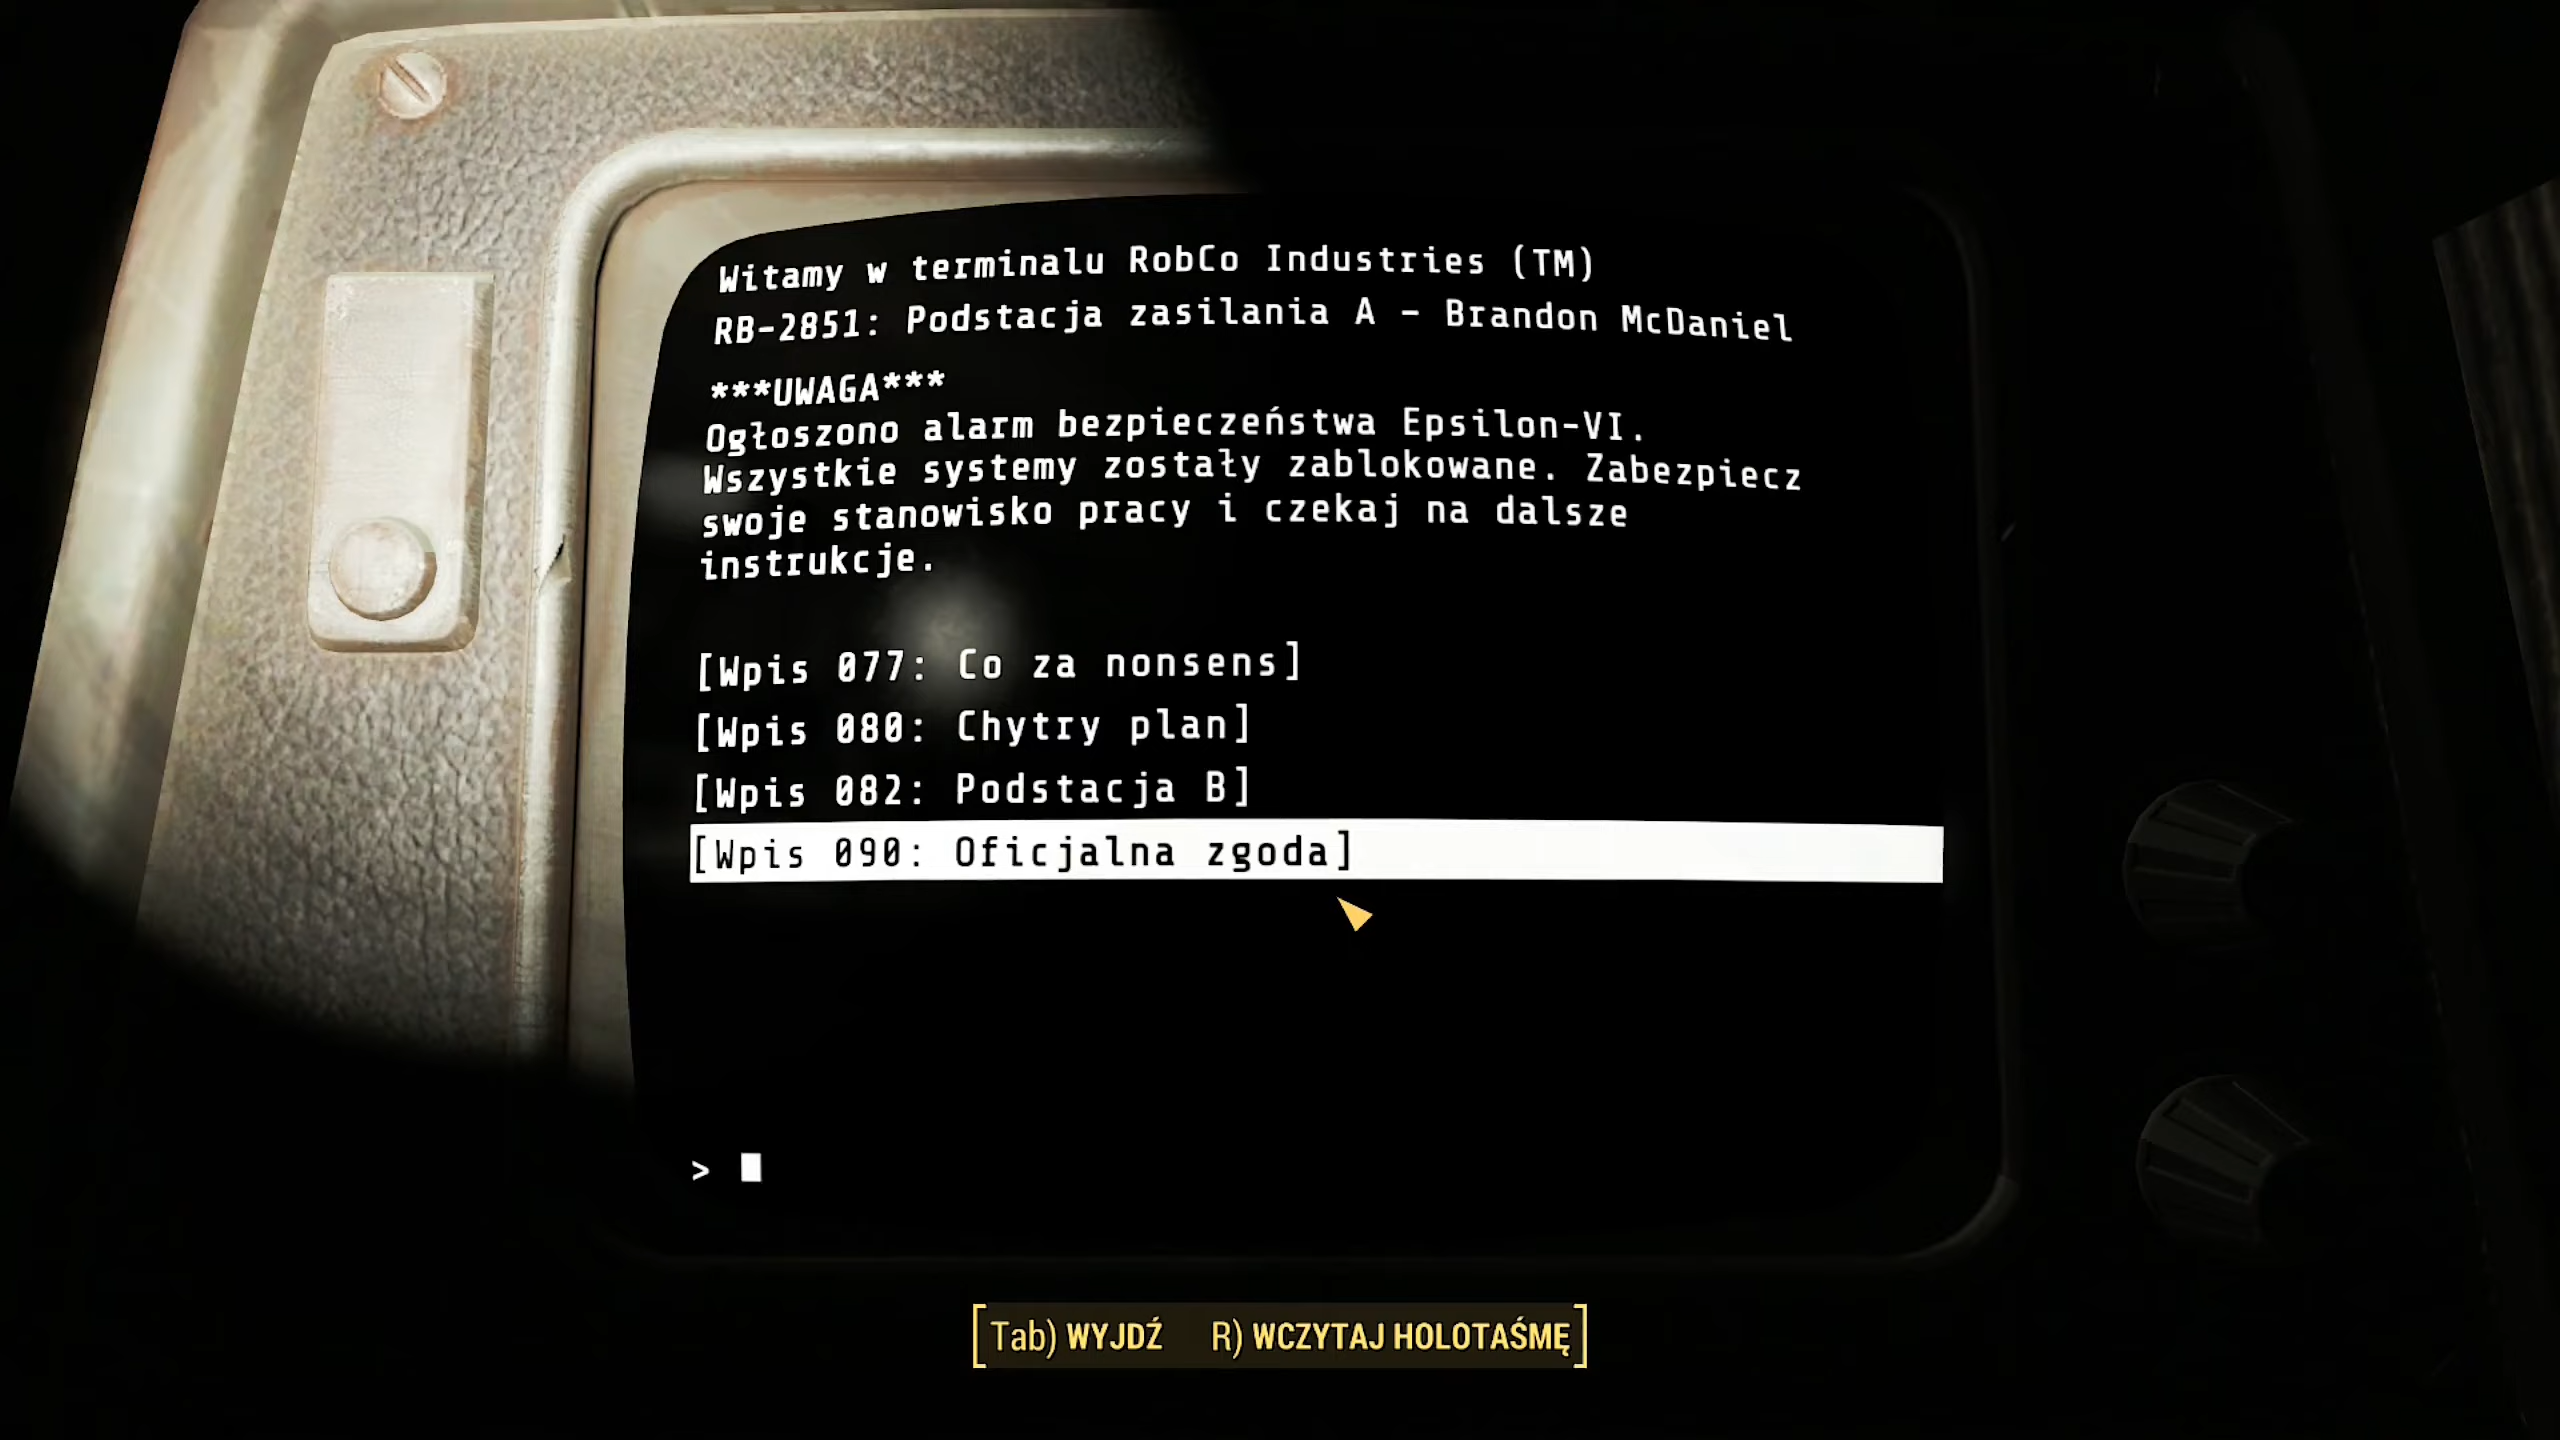 Witamy w terminalu RobCo Industries (TM)
RB-2851: Podstacja zasilania A - Brandon McDaniel
***UWAGA***
Ogłoszono alarm bezpieczeństwa Epsilon-VI.
Wszystkie systemy zostały zablokowane. Zabezpiecz
swoje stanowisko pracy i czekaj na dalsze
instrukcje.
[Wpis 077: Co za nonsens]
[Wpis 080: Chytry plan]
[Wpis 082: Podstacja B]
[Wpis 090: Oficjalna zgoda]
>
[Tab) WYJDŹ R) WCZYTAJ HOLOTAŚMĘ]